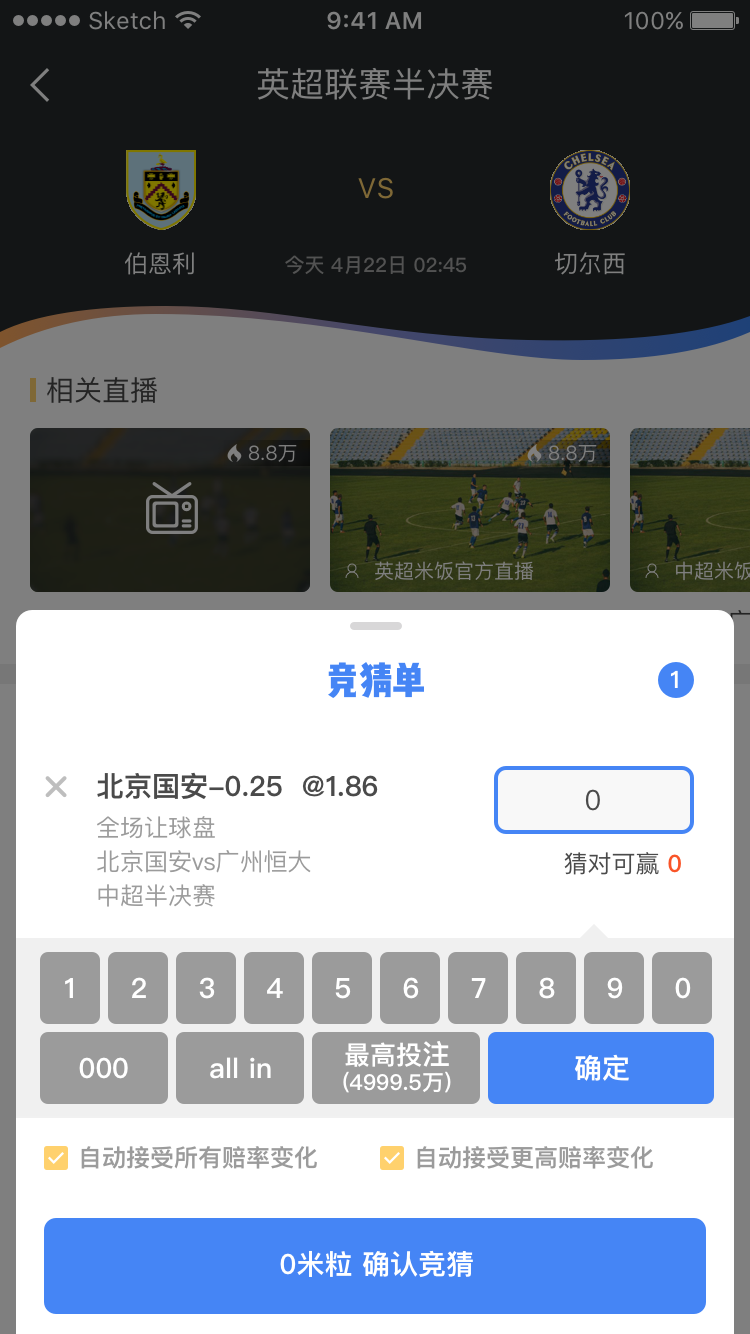 Sketch 9:41 AM 100%
英超联赛半决赛
VS
CHELSEA
FOOTBALL CLUB
伯恩利 今天 4月22日 02:45 切尔西
相关直播
8.8万 8.8万
英超米饭官方直播 中超米饭
竞猜单 1
北京国安–0.25 @1.86 0
全场让球盘
北京国安vs广州恒大 猜对可赢 0
中超半决赛
1 2 3 4 5 6 7 8 9 0
000 all in 最高投注 确定
(4999.5万)
自动接受所有赔率变化 自动接受更高赔率变化
0米粒 确认竞猜